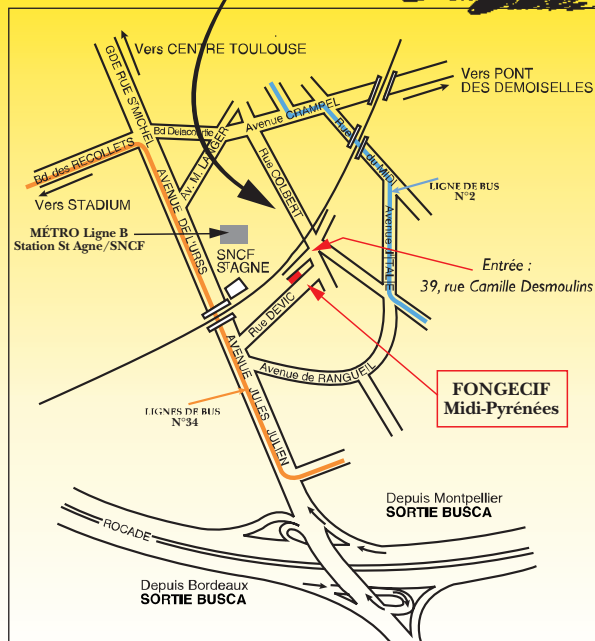 Vers CENTRE TOULOUSE
GDE RUE ST MICHEL
Vers PONT
DES DEMOISELLES
Bd Delacourtie
Avenue CRAMPEL
Rue du MIDI
Bd. des RECOLLETS
Av. M. LANGER
Rue COLBERT
LIGNE DE BUS
N°2
Vers STADIUM
AVENUE DE L'URSS
Avenue d'ITALIE
MÉTRO Ligne B
Station St Agne/SNCF
SNCF
ST AGNE
Entrée :
39, rue Camille Desmoulins
Rue DEVIC
Avenue de RANGUEIL
FONGECIF
Midi-Pyrénées
AVENUE JULES JULIEN
LIGNES DE BUS
N°34
Depuis Montpellier
SORTIE BUSCA
ROCADE
Depuis Bordeaux
SORTIE BUSCA